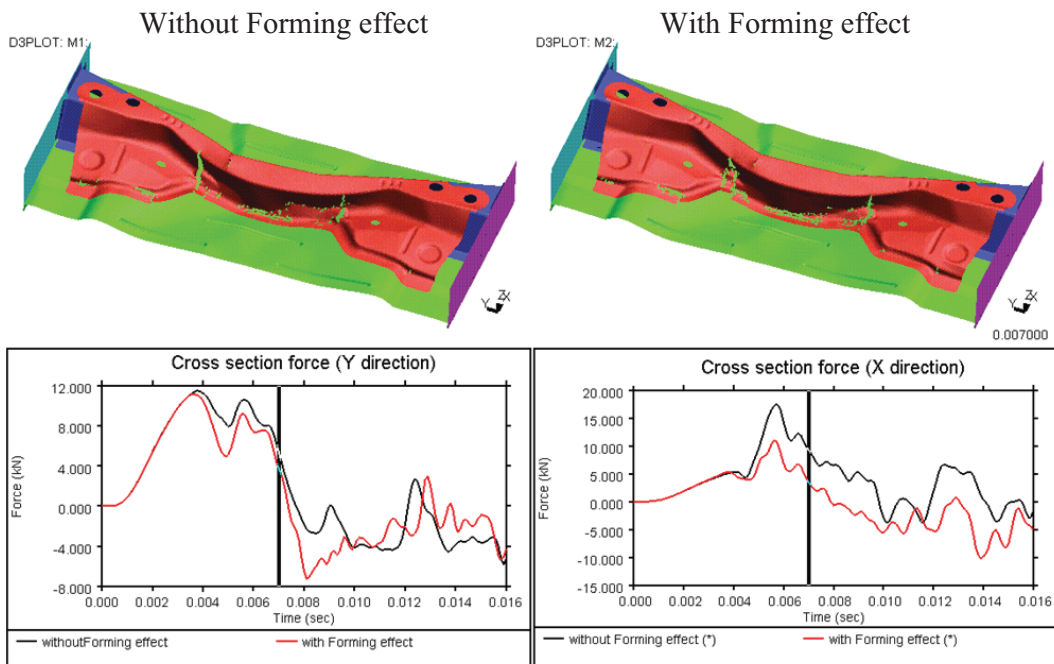 Without Forming effect
With Forming effect
D3PLOT: M1:
D3PLOT: M2:
Y Z X
Y Z X
0.007000
Cross section force (Y direction)
12.000
8.000
4.000
0.000
-4.000
-8.000
Force (kN)
0.000 0.002 0.004 0.006 0.008 0.010 0.012 0.014 0.016
Time (sec)
withoutForming effect with Forming effect
Cross section force (X direction)
20.000
15.000
10.000
5.000
0.000
-5.000
-10.000
-15.000
Force (kN)
0.000 0.002 0.004 0.006 0.008 0.010 0.012 0.014 0.016
Time (sec)
without Forming effect (*) with Forming effect (*)